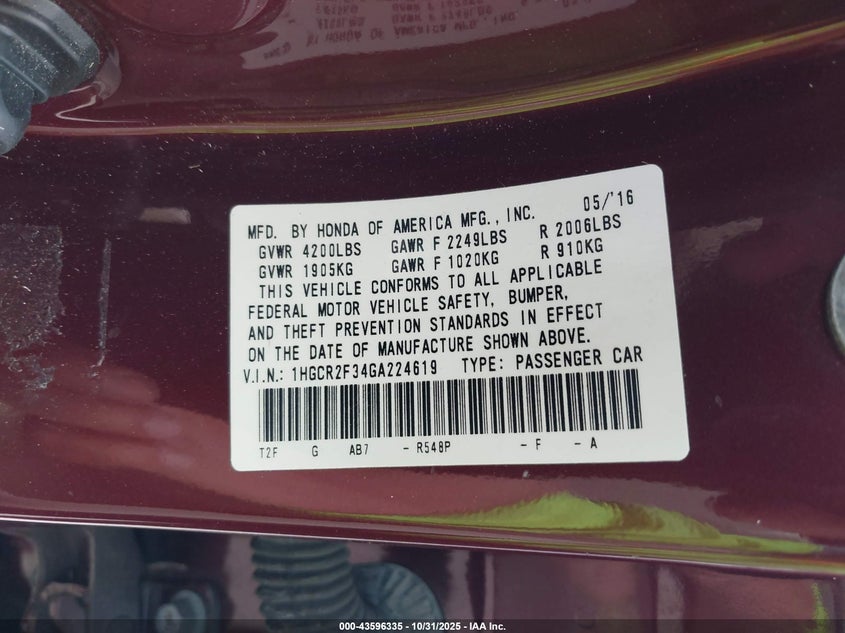 MFD. BY HONDA OF AMERICA MFG., INC. 05/'16
GVWR 4200LBS GAWR F 2249LBS R 2006LBS
GVWR 1905KG GAWR F 1020KG R 910KG
THIS VEHICLE CONFORMS TO ALL APPLICABLE
FEDERAL MOTOR VEHICLE SAFETY, BUMPER,
AND THEFT PREVENTION STANDARDS IN EFFECT
ON THE DATE OF MANUFACTURE SHOWN ABOVE.
V.I.N.: 1HGCR2F34GA224619 TYPE: PASSENGER CAR
T2F G AB7 - R548P - F - A
000-43596335 - 10/31/2025 - IAA Inc.